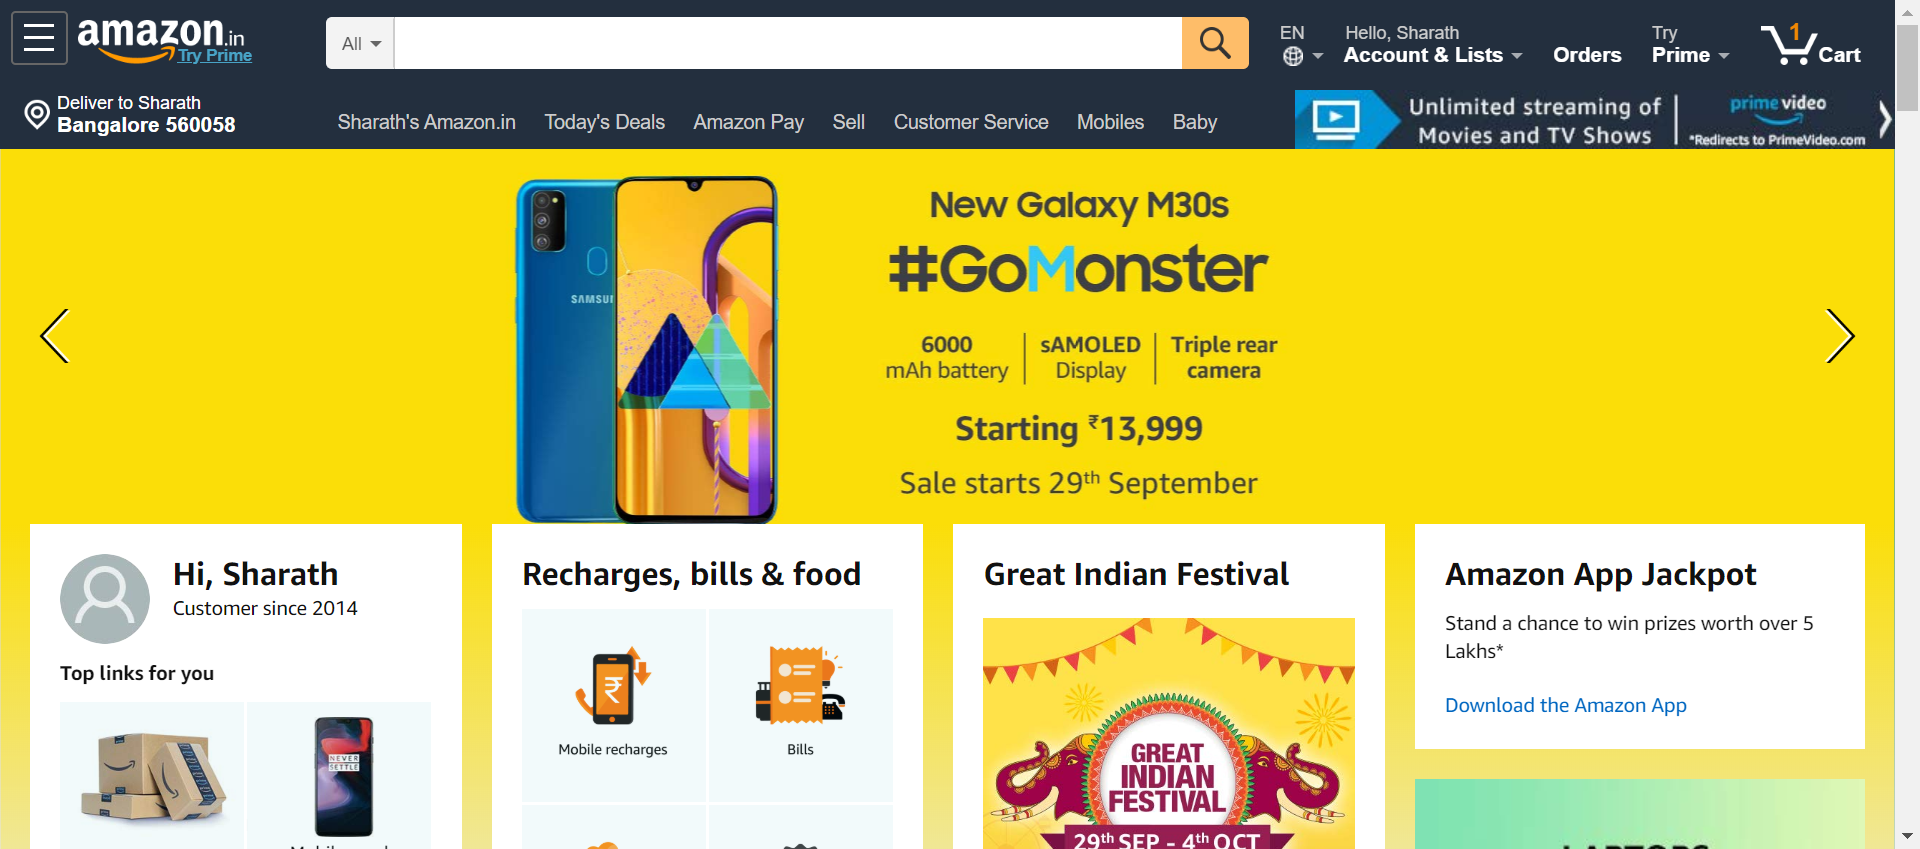 amazon.in
Try Prime
All
EN
Hello, Sharath
Account & Lists
Orders
Try
Prime
1
Cart
Deliver to Sharath
Bangalore 560058
Sharath's Amazon.in
Today's Deals
Amazon Pay
Sell
Customer Service
Mobiles
Baby
Unlimited streaming of
Movies and TV Shows
prime video
*Redirects to PrimeVideo.com
SAMSU
New Galaxy M30s
#GoMonster
6000
mAh battery
sAMOLED
Display
Triple rear
camera
Starting ₹13,999
Sale starts 29th September
Hi, Sharath
Customer since 2014
Top links for you
NEVER
SETTLE
Recharges, bills & food
₹
Mobile recharges
Bills
Great Indian Festival
GREAT
INDIAN
FESTIVAL
29th SEP - 4th OCT
Amazon App Jackpot
Stand a chance to win prizes worth over 5
Lakhs*
Download the Amazon App
LAPTOPS